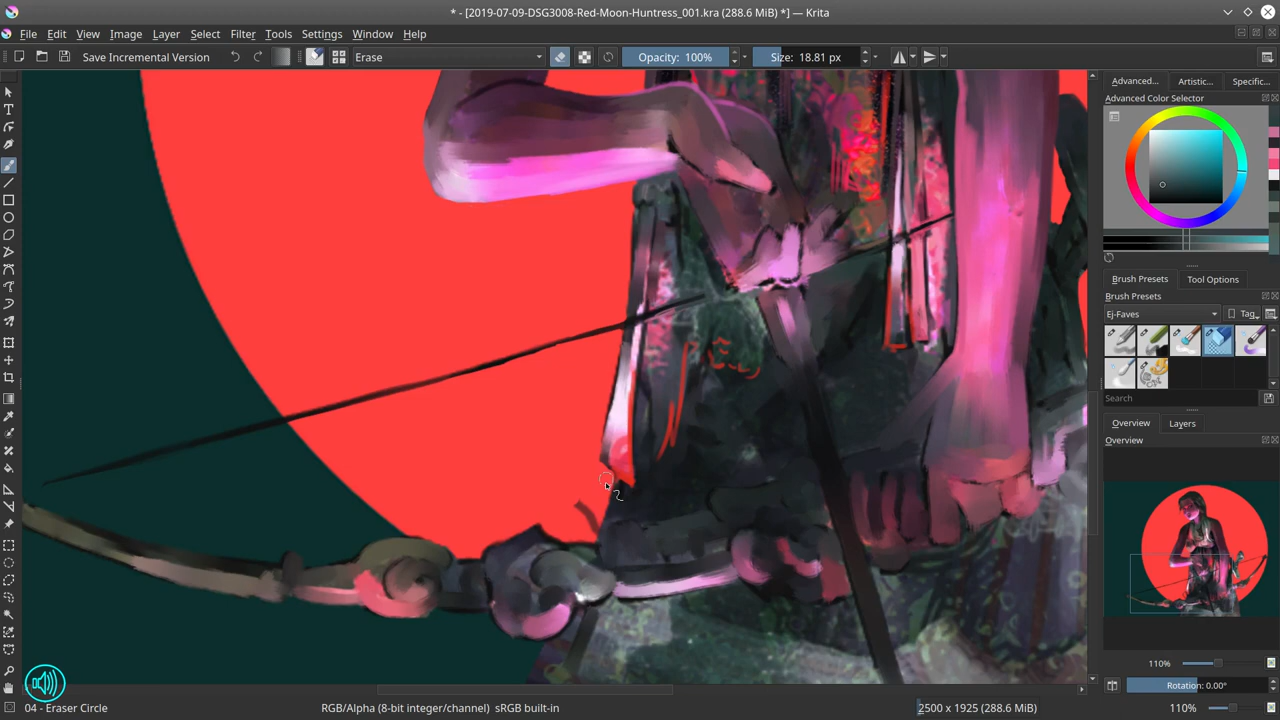 * - [2019-07-09-DSG3008-Red-Moon-Huntress_001.kra (288.6 MiB) *] — Krita
File Edit View Image Layer Select Filter Tools Settings Window Help
Save Incremental Version
Erase
Opacity: 100%
Size: 18.81 px
Advanced... Artistic... Specific...
Advanced Color Selector
Brush Presets Tool Options
Brush Presets
Ej-Faves
Tag
Search
Overview Layers
Overview
110%
Rotation: 0.00°
04 - Eraser Circle
RGB/Alpha (8-bit integer/channel) sRGB built-in
2500 x 1925 (288.6 MiB)
110%